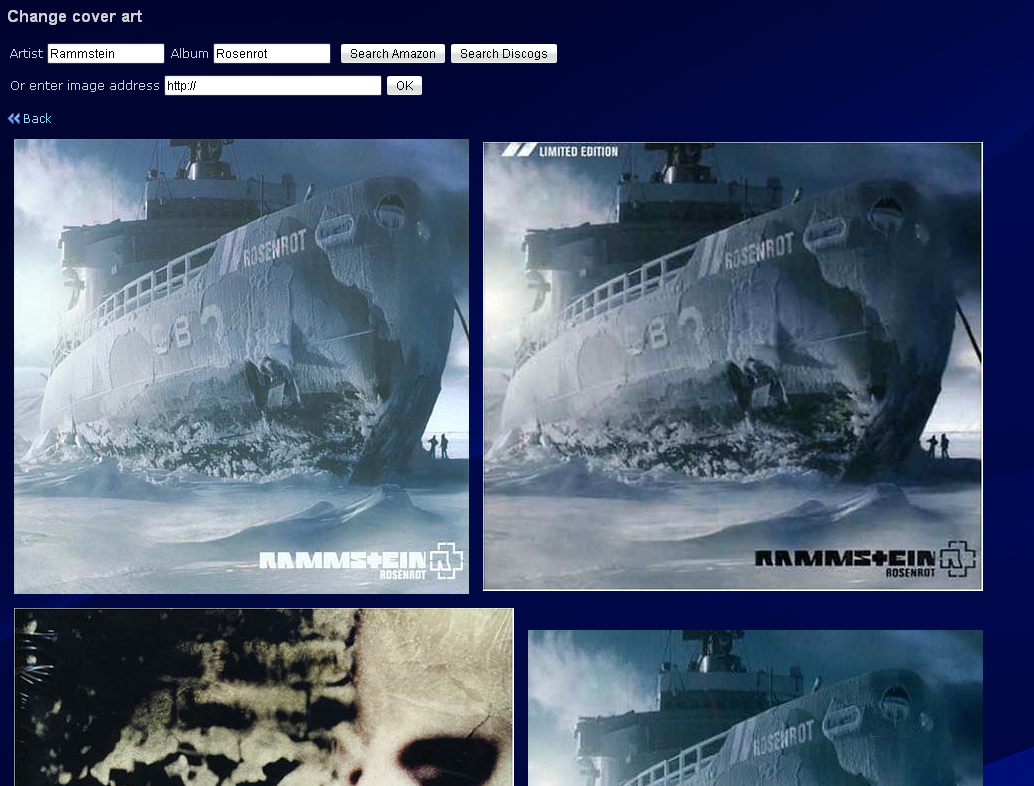 Change cover art
Artist Rammstein Album Rosenrot Search Amazon Search Discogs
Or enter image address http:// OK
Back
ROSENROT
RAMMSTEIN
ROSENROT
LIMITED EDITION
ROSENROT
RAMMSTEIN
ROSENROT
ROSENROT